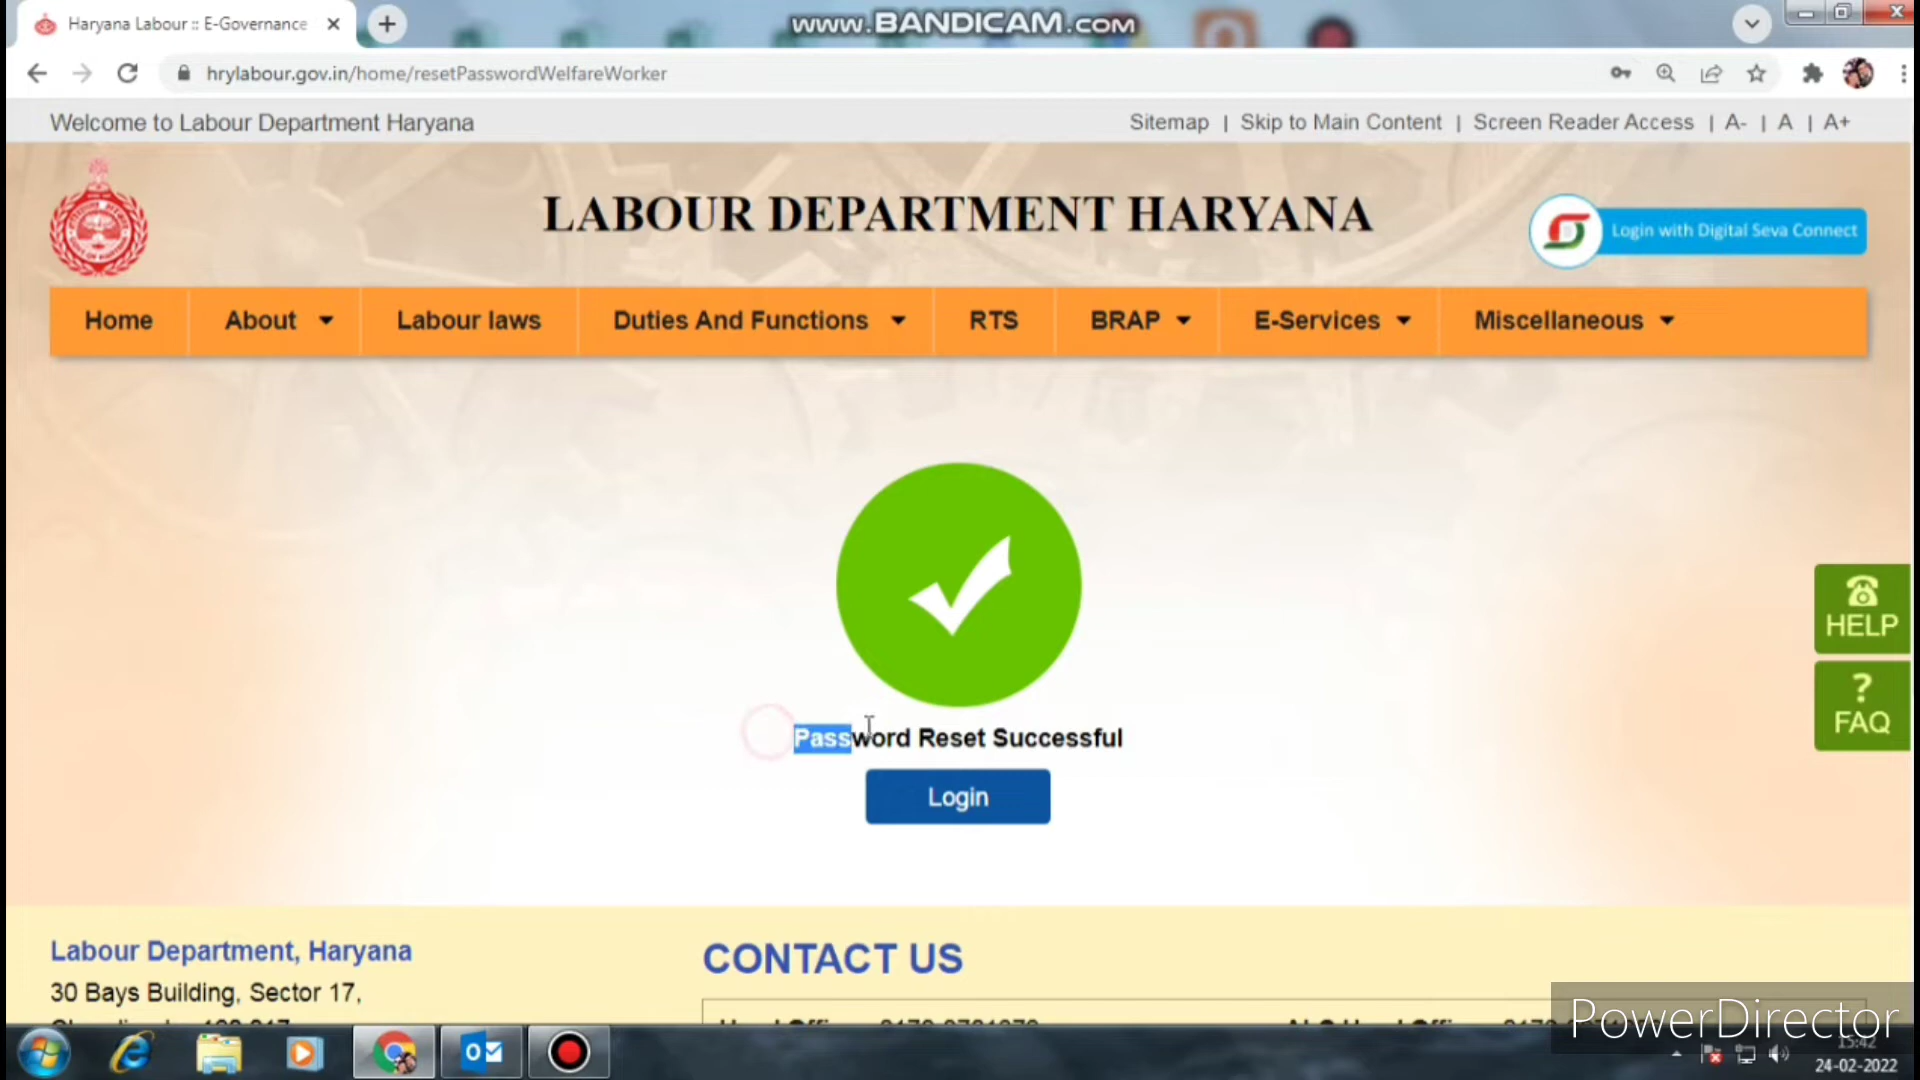 Haryana Labour :: E-Governance
www.BANDICAM.com
hrylabour.gov.in/home/resetPasswordWelfareWorker
Welcome to Labour Department Haryana
Sitemap | Skip to Main Content | Screen Reader Access | A- | A | A+
LABOUR DEPARTMENT HARYANA
Login with Digital Seva Connect
Home About Labour laws Duties And Functions RTS BRAP E-Services Miscellaneous
HELP
?
FAQ
Password Reset Successful
Login
Labour Department, Haryana
CONTACT US
30 Bays Building, Sector 17,
PowerDirector
15:42
24-02-2022